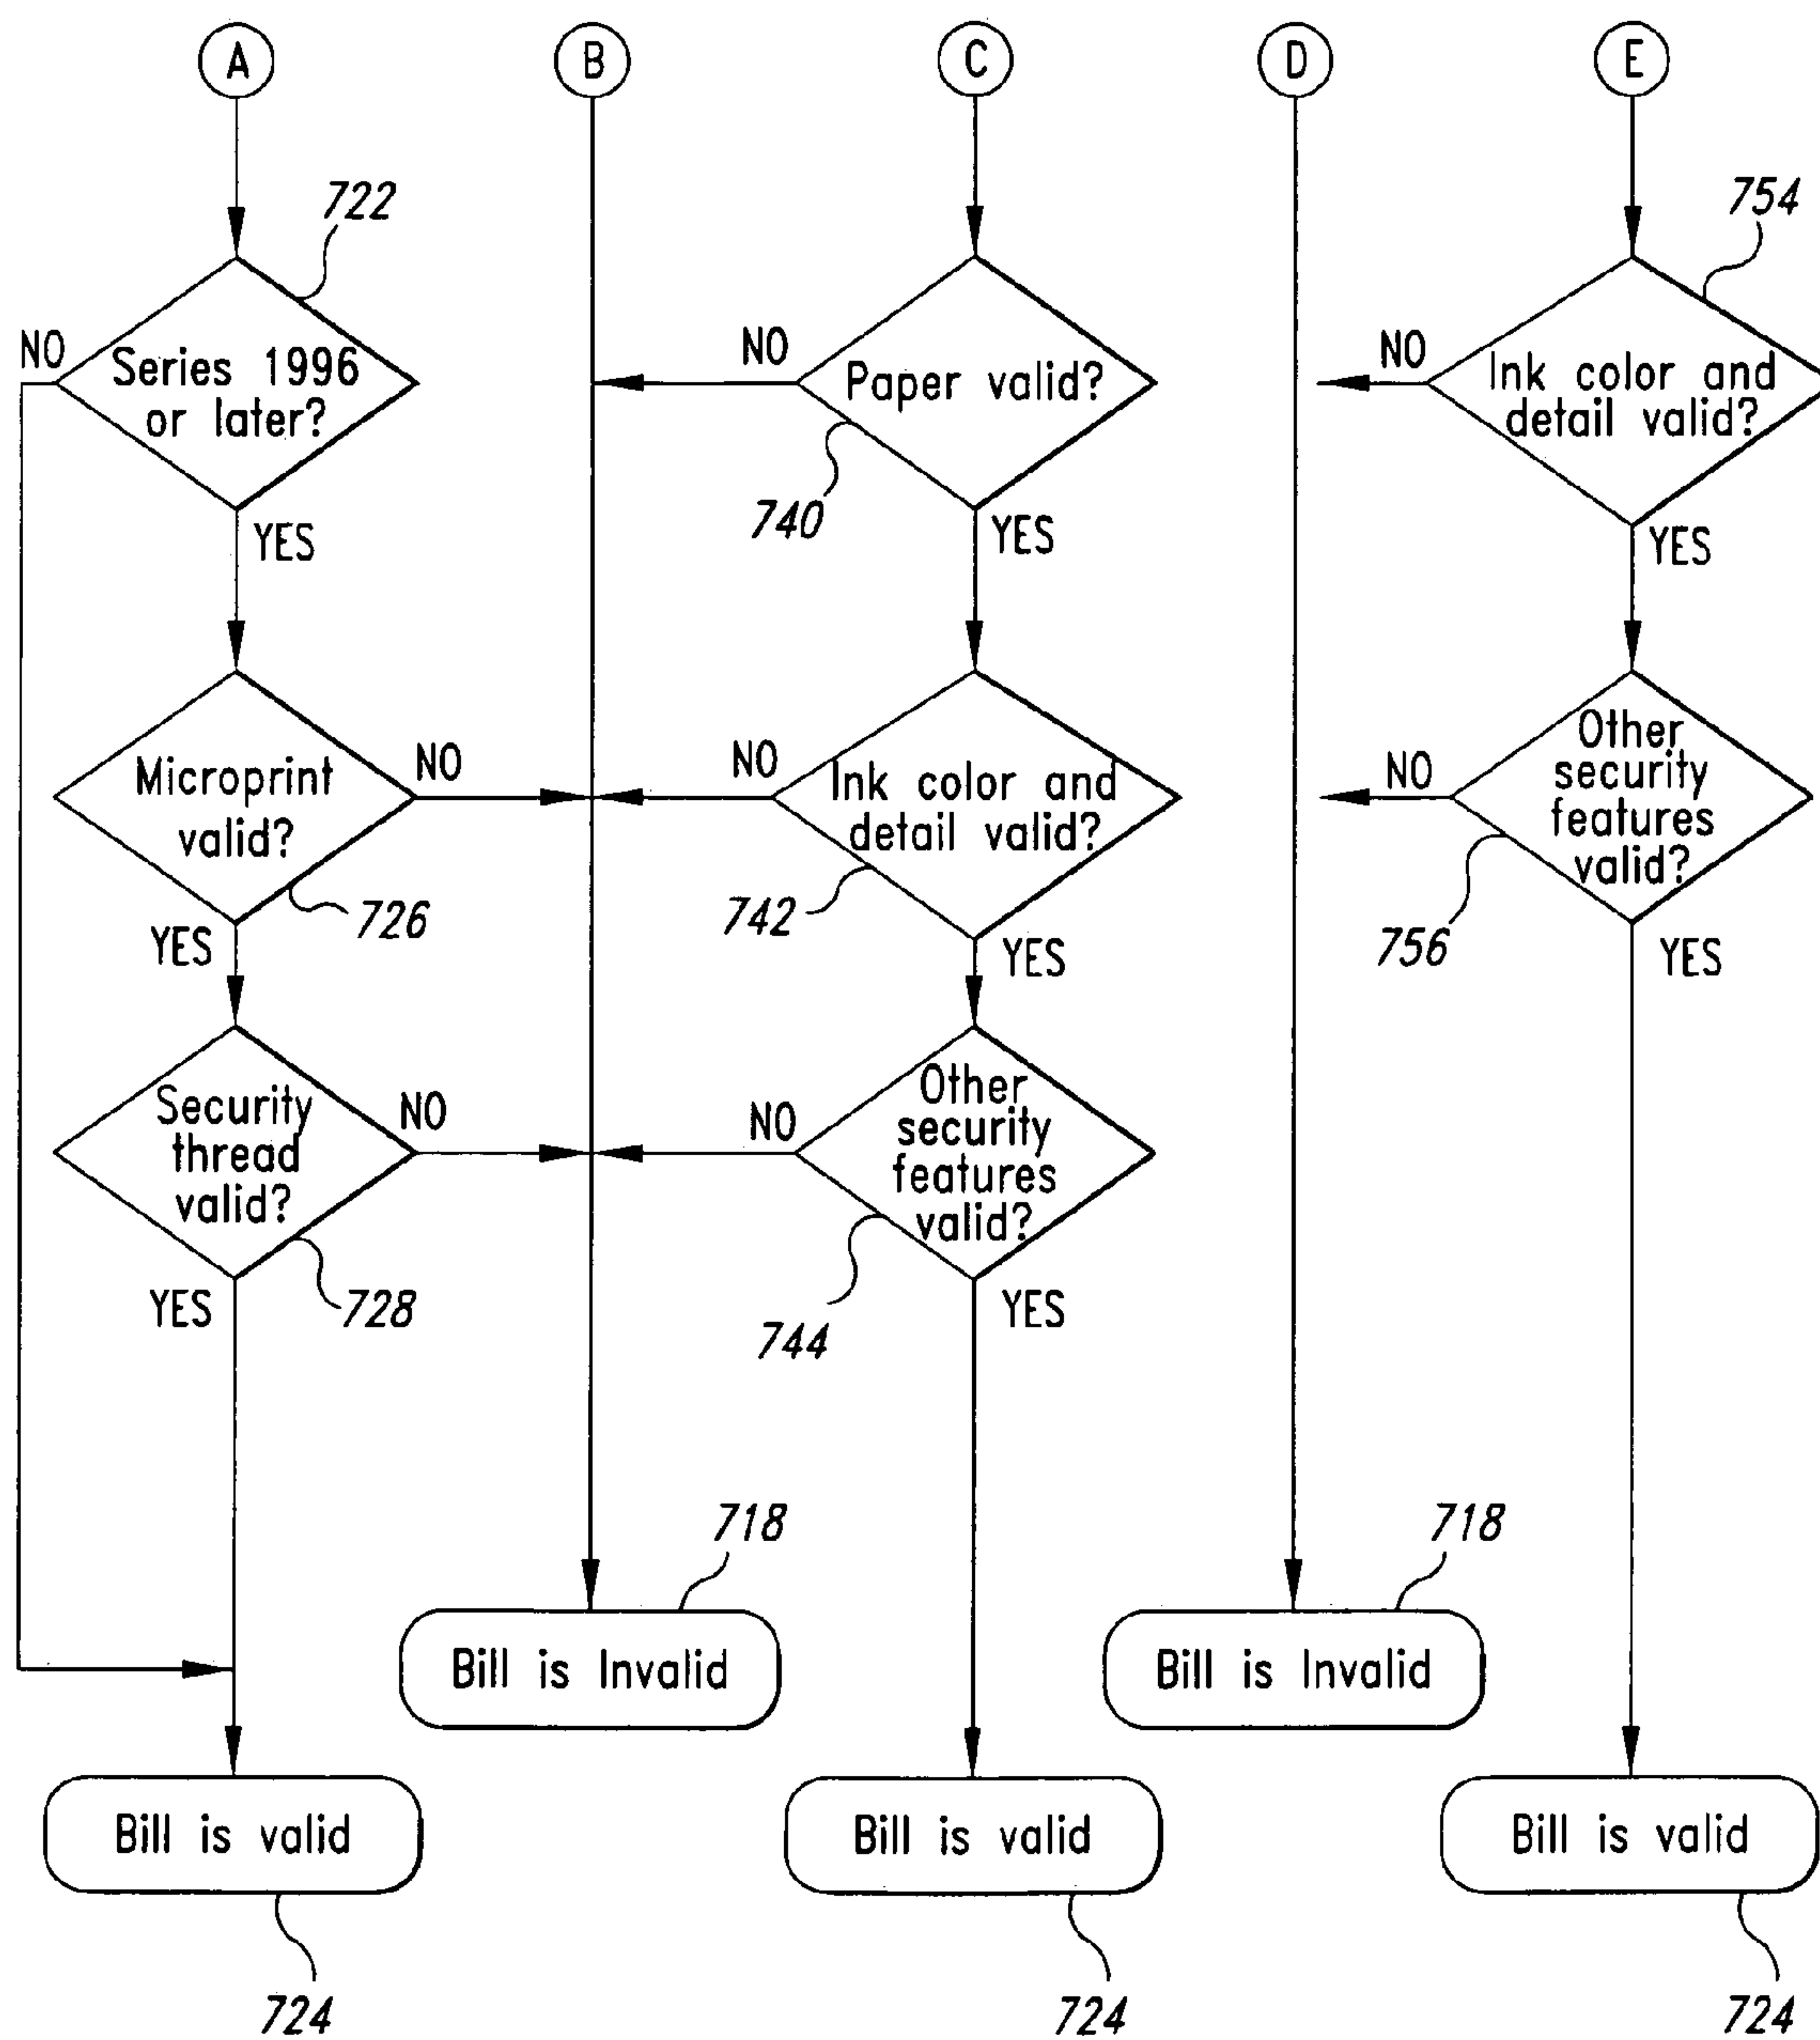 A
B
C
D
E
722
754
NO
Series 1996
or later?
YES
NO
Paper valid?
740
YES
NO
Ink color and
detail valid?
YES
Microprint
valid?
NO
726
YES
NO
Ink color and
detail valid?
742
YES
NO
Other
security
features
valid?
756
YES
Security
thread
valid?
NO
728
YES
NO
Other
security
features
valid?
744
YES
718
Bill is Invalid
718
Bill is Invalid
Bill is valid
724
Bill is valid
724
Bill is valid
724